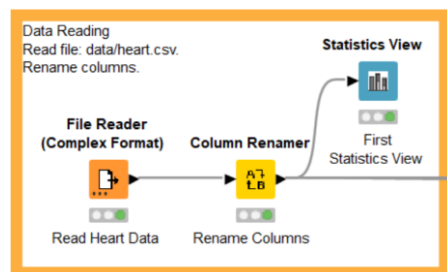 Data Reading
Read file: data/heart.csv.
Rename columns.
Statistics View
First
Statistics View
File Reader
(Complex Format)
Read Heart Data
Column Renamer
A
B
Rename Columns